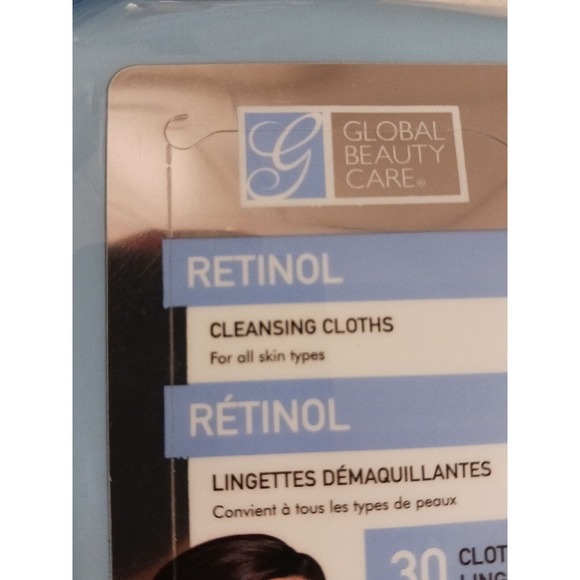 G
GLOBAL
BEAUTY
CARE®
RETINOL
CLEANSING CLOTHS
For all skin types
RÉTINOL
LINGETTES DÉMAQUILLANTES
Convient à tous les types de peaux
30